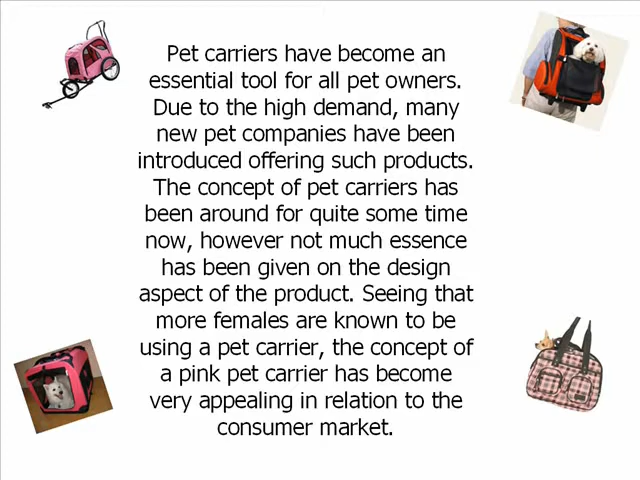 Pet carriers have become an
essential tool for all pet owners.
Due to the high demand, many
new pet companies have been
introduced offering such products.
The concept of pet carriers has
been around for quite some time
now, however not much essence
has been given on the design
aspect of the product. Seeing that
more females are known to be
using a pet carrier, the concept of
a pink pet carrier has become
very appealing in relation to the
consumer market.